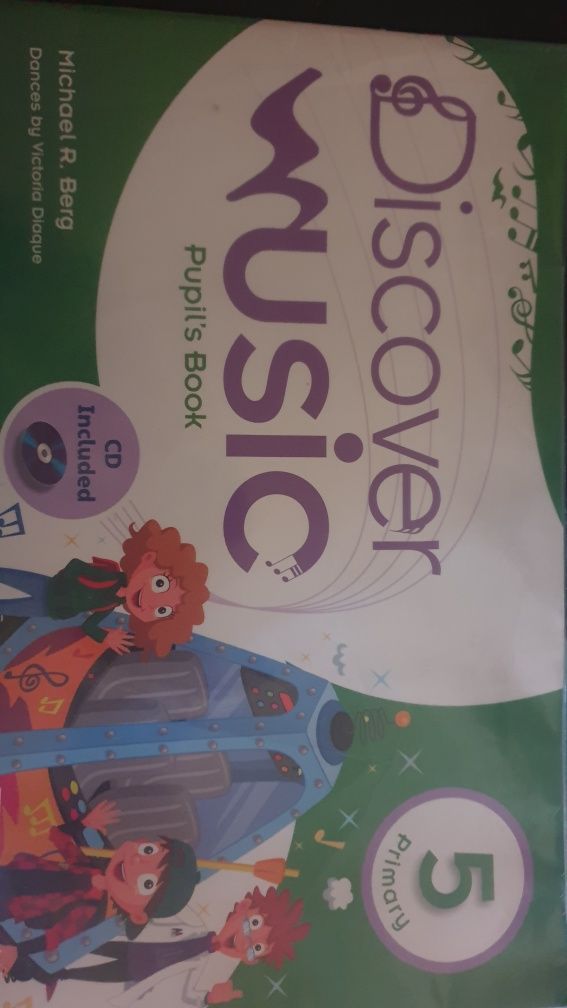 Discover
music
Pupil's Book
5
Primary
CD
Included
Michael R. Berg
Dances by Victoria Diaque